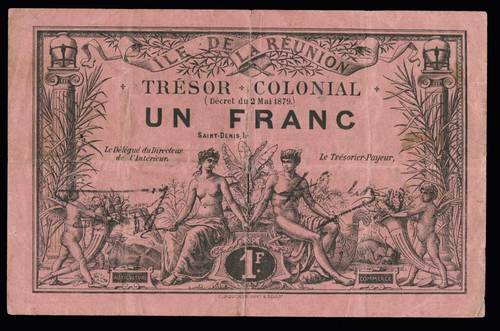 ILE DE LA RÉUNION
TRÉSOR COLONIAL
(Décret du 2 Mai 1879.)
UN FRANC
SAINT-DENIS, le
Le Délégué du Directeur
de l'Intérieur.
Le Trésorier-Payeur,
1F
AGRICULTURE
COMMERCE